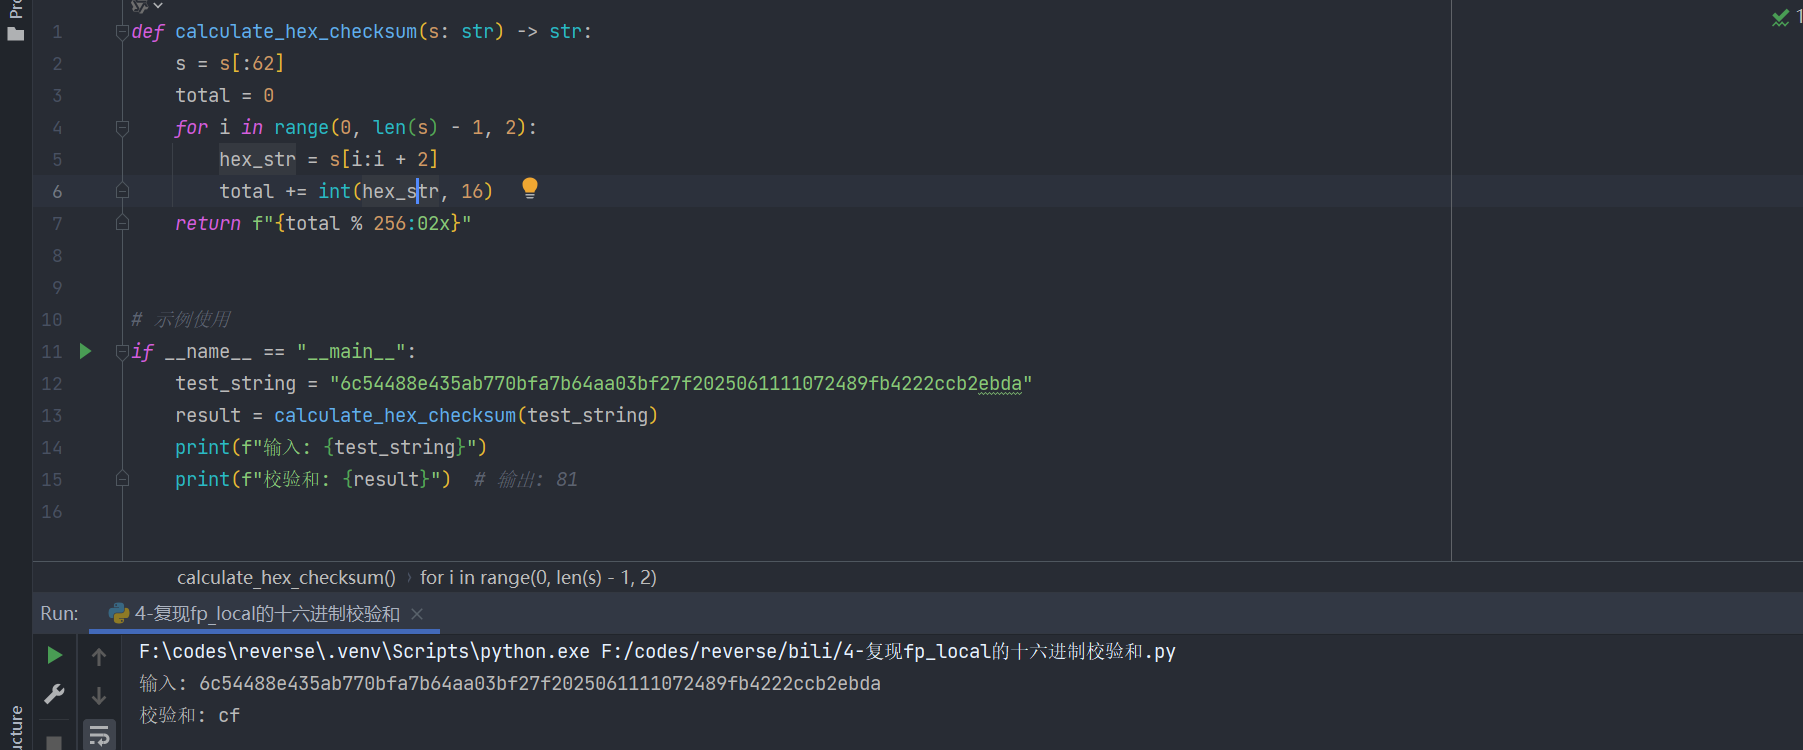 Pro
1 def calculate_hex_checksum(s: str) -> str:
2 s = s[:62]
3 total = 0
4 for i in range(0, len(s) - 1, 2):
5 hex_str = s[i:i + 2]
6 total += int(hex_str, 16)
7 return f"{total % 256:02x}"
8
9
10 # 示例使用
11 if __name__ == "__main__":
12 test_string = "6c54488e435ab770bfa7b64aa03bf27f2025061111072489fb4222ccb2ebda"
13 result = calculate_hex_checksum(test_string)
14 print(f"输入: {test_string}")
15 print(f"校验和: {result}") # 输出: 81
16
calculate_hex_checksum() › for i in range(0, len(s) - 1, 2)
Run: 4-复现fp_local的十六进制校验和 ×
F:\codes\reverse\.venv\Scripts\python.exe F:/codes/reverse/bili/4-复现fp_local的十六进制校验和.py
输入: 6c54488e435ab770bfa7b64aa03bf27f2025061111072489fb4222ccb2ebda
校验和: cf
ucture